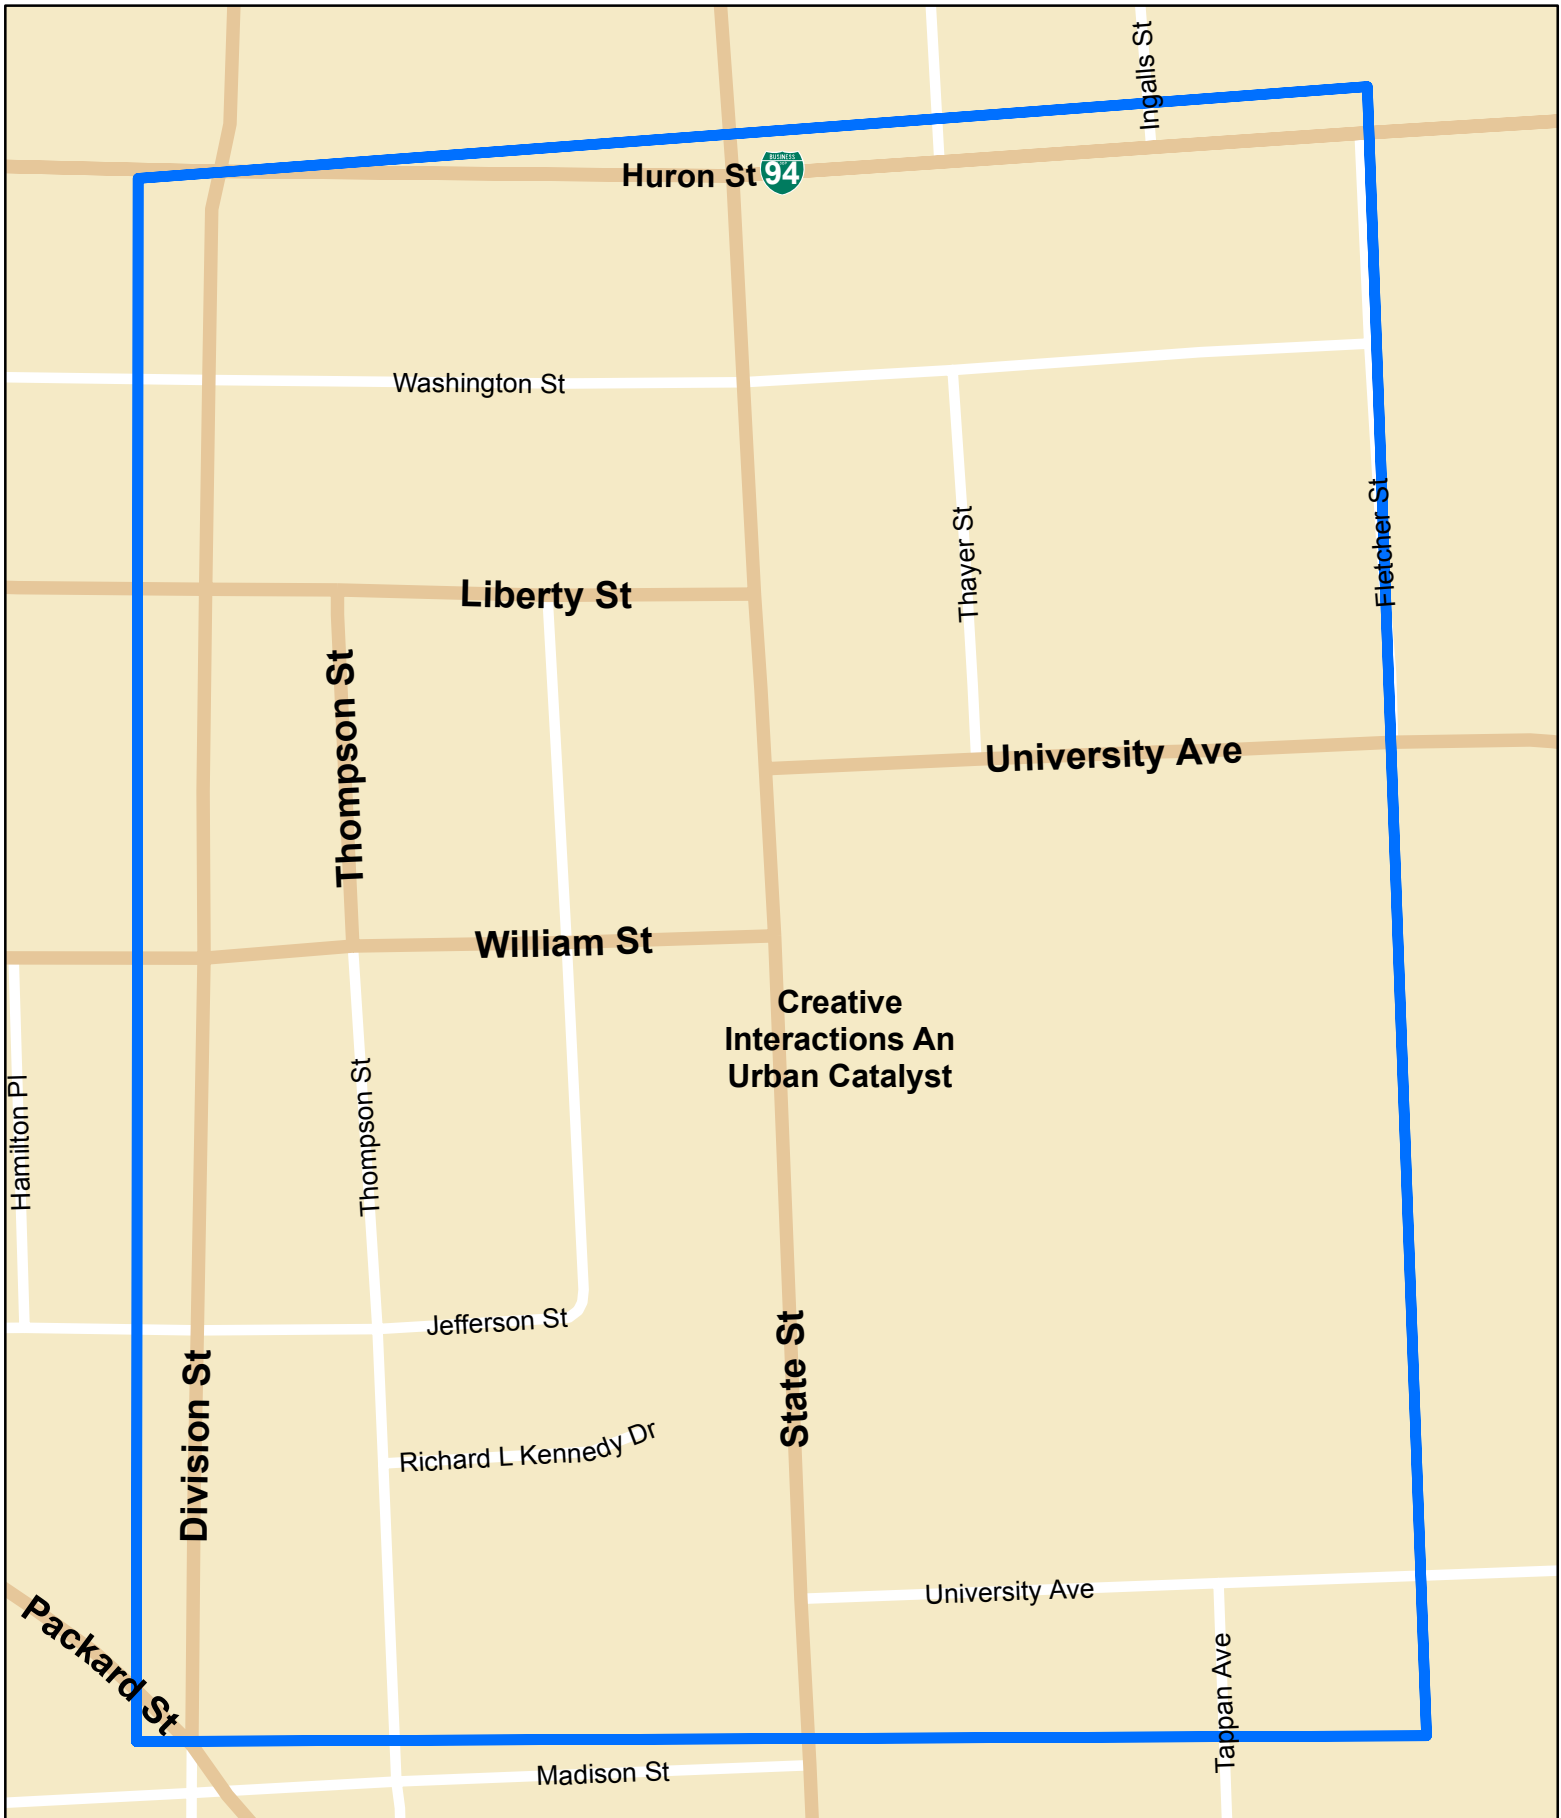 Ingalls St
Huron St
BUSINESS
94
Washington St
Thayer St
Fletcher St
Liberty St
Thompson St
University Ave
William St
Creative
Interactions An
Urban Catalyst
Hamilton Pl
Thompson St
Jefferson St
State St
Division St
Richard L Kennedy Dr
University Ave
Packard St
Tappan Ave
Madison St